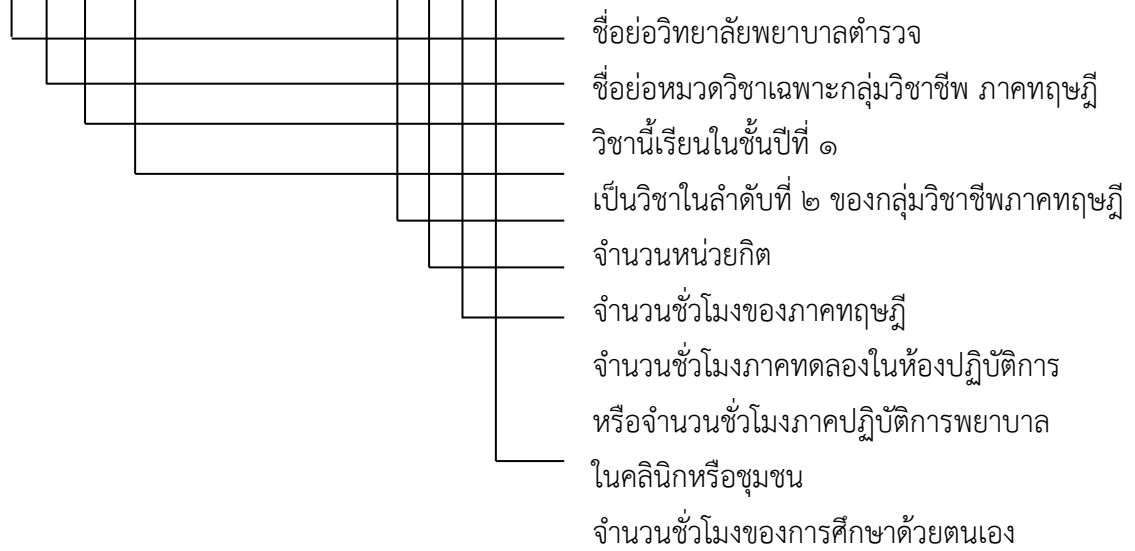 ชื่อย่อวิทยาลัยพยาบาลตำรวจ
ชื่อย่อหมวดวิชาเฉพาะกลุ่มวิชาชีพ ภาคทฤษฎี
วิชานี้เรียนในชั้นปีที่ ๑
เป็นวิชาในลำดับที่ ๒ ของกลุ่มวิชาชีพภาคทฤษฎี
จำนวนหน่วยกิต
จำนวนชั่วโมงของภาคทฤษฎี
จำนวนชั่วโมงภาคทดลองในห้องปฏิบัติการ
หรือจำนวนชั่วโมงภาคปฏิบัติการพยาบาล
ในคลินิกหรือชุมชน
จำนวนชั่วโมงของการศึกษาด้วยตนเอง